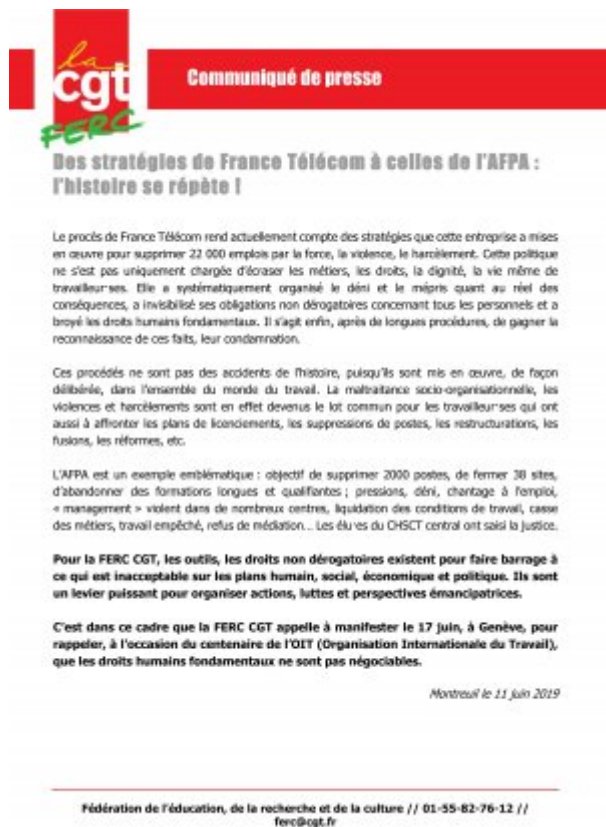 la
cgt
FERC
Communiqué de presse
Des stratégies de France Télécom à celles de l'AFPA :
l'histoire se répète !
Le procès de France Télécom rend actuellement compte des stratégies que cette entreprise a mises
en œuvre pour supprimer 22 000 emplois par la force, la violence, le harcèlement. Cette politique
ne s'est pas uniquement chargée d'écraser les métiers, les droits, la dignité, la vie même de
travailleur·ses. Elle a systématiquement organisé le déni et le mépris quant au réel des
conséquences, a invisibilisé ses obligations non dérogatoires concernant tous les personnels et a
broyé les droits humains fondamentaux. Il s'agit enfin, après de longues procédures, de gagner la
reconnaissance de ces faits, leur condamnation.
Ces procédés ne sont pas des accidents de l'histoire, puisqu'ils sont mis en œuvre, de façon
délibérée, dans l'ensemble du monde du travail. La maltraitance socio-organisationnelle, les
violences et harcèlements sont en effet devenus le lot commun pour les travailleur·ses qui ont
aussi à affronter les plans de licenciements, les suppressions de postes, les restructurations, les
fusions, les réformes, etc.
L'AFPA est un exemple emblématique : objectif de supprimer 2000 postes, de fermer 38 sites,
d'abandonner des formations longues et qualifiantes ; pressions, déni, chantage à l'emploi,
« management » violent dans de nombreux centres, liquidation des conditions de travail, casse
des métiers, travail empêché, refus de médiation... Les élu·es du CHSCT central ont saisi la justice.
Pour la FERC CGT, les outils, les droits non dérogatoires existent pour faire barrage à
ce qui est inacceptable sur les plans humain, social, économique et politique. Ils sont
un levier puissant pour organiser actions, luttes et perspectives émancipatrices.
C'est dans ce cadre que la FERC CGT appelle à manifester le 17 juin, à Genève, pour
rappeler, à l'occasion du centenaire de l'OIT (Organisation Internationale du Travail),
que les droits humains fondamentaux ne sont pas négociables.
Montreuil le 11 juin 2019
Fédération de l'éducation, de la recherche et de la culture // 01-55-82-76-12 //
ferc@cgt.fr